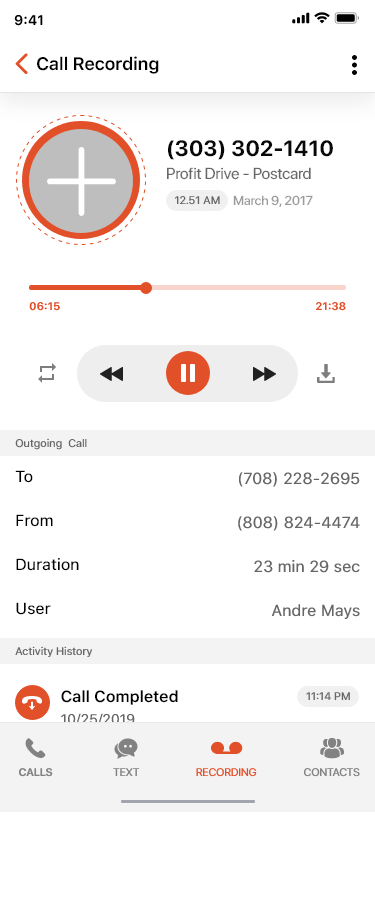 9:41
Call Recording
(303) 302-1410
Profit Drive - Postcard
12.51 AM March 9, 2017
06:15 21:38
Outgoing Call
To (708) 228-2695
From (808) 824-4474
Duration 23 min 29 sec
User Andre Mays
Activity History
Call Completed 11:14 PM
10/25/2019
CALLS TEXT RECORDING CONTACTS